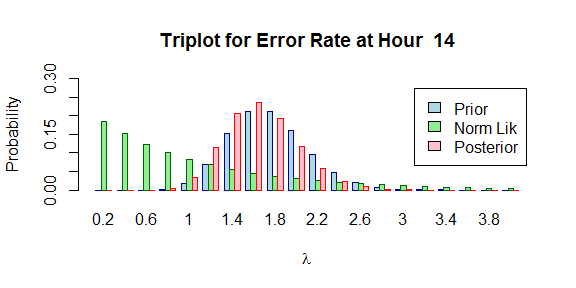 Triplot for Error Rate at Hour 14
Probability
0.30
0.15
0.00
Prior
Norm Lik
Posterior
0.2 0.6 1 1.4 1.8 2.2 2.6 3 3.4 3.8
λ